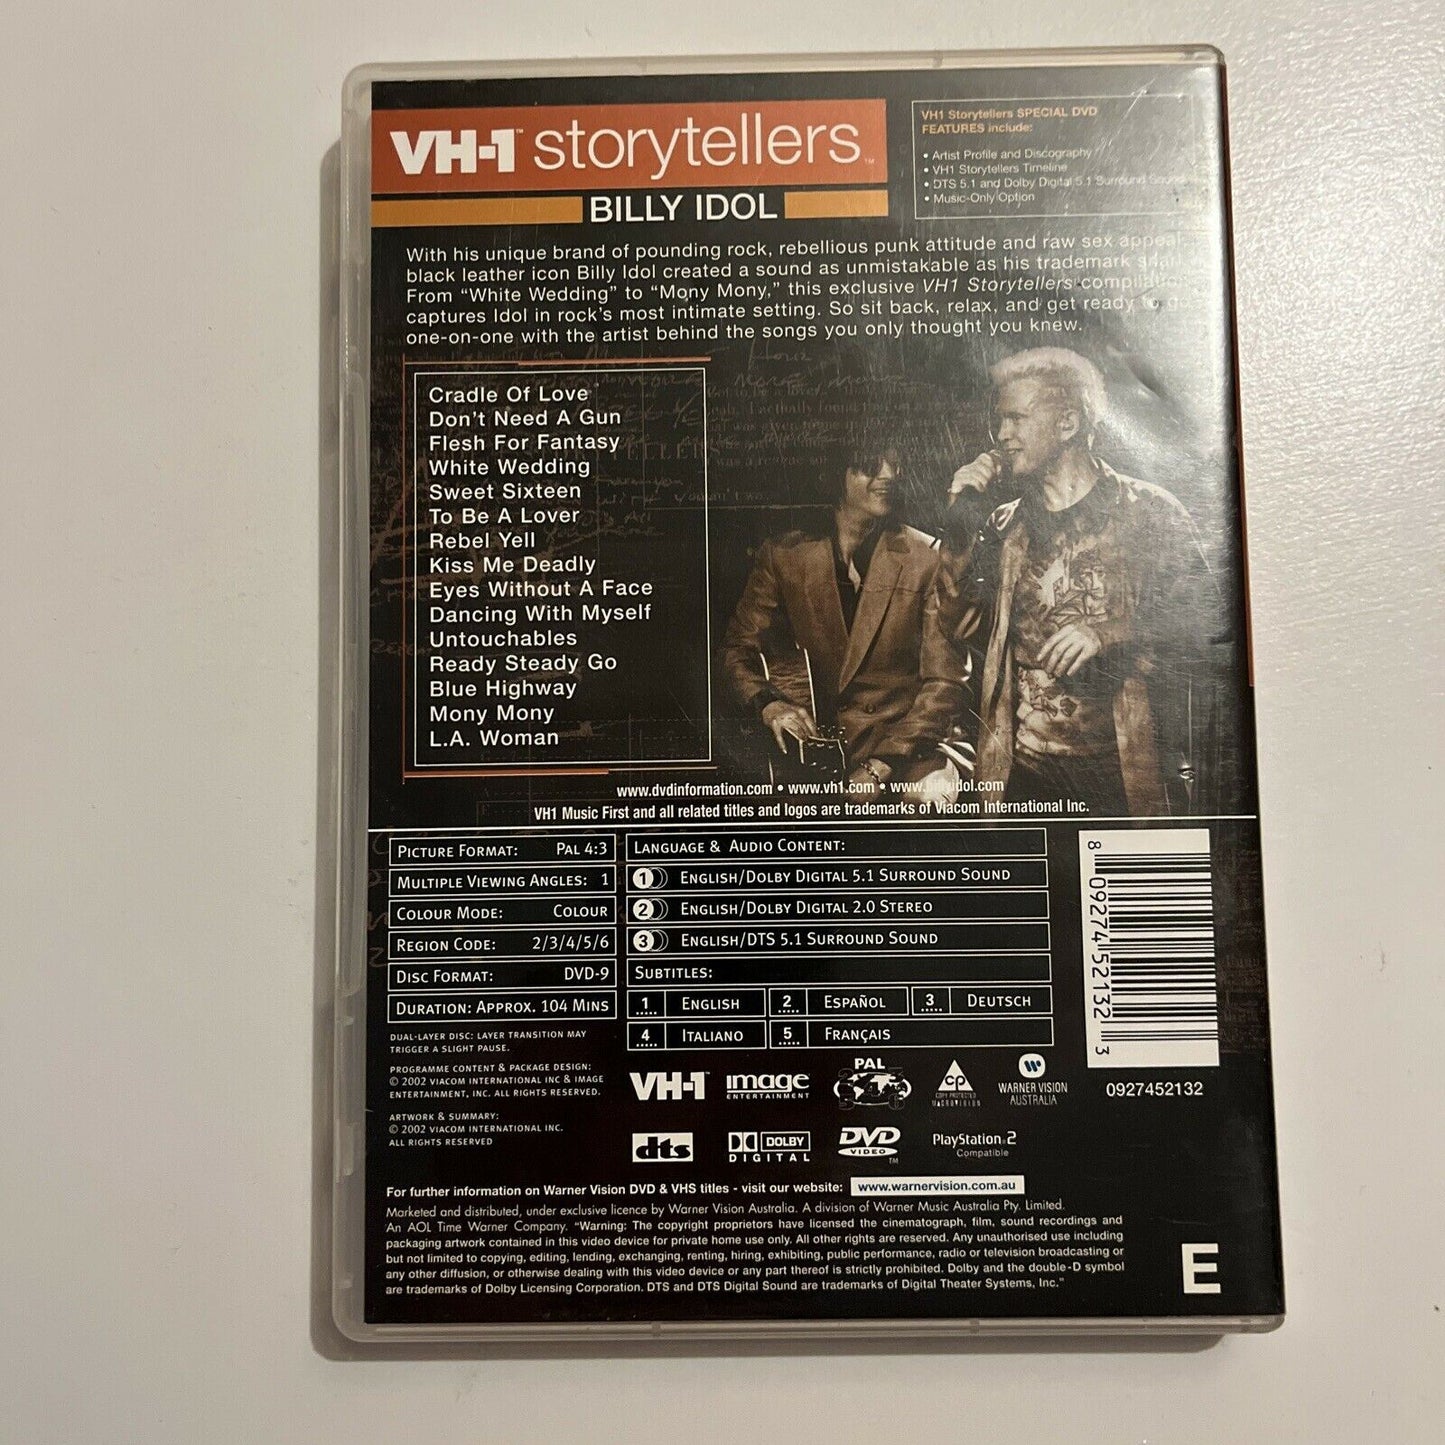 VH-1™ storytellers™
BILLY IDOL
VH1 Storytellers SPECIAL DVD
FEATURES include:
• Artist Profile and Discography
• VH1 Storytellers Timeline
• DTS 5.1 and Dolby Digital 5.1 Surround Sound
• Music-Only Option
With his unique brand of pounding rock, rebellious punk attitude and raw sex appeal,
black leather icon Billy Idol created a sound as unmistakable as his trademark snarl.
From “White Wedding” to “Mony Mony,” this exclusive VH1 Storytellers compilation
captures Idol in rock’s most intimate setting. So sit back, relax, and get ready to go
one-on-one with the artist behind the songs you only thought you knew.
Cradle Of Love
Don’t Need A Gun
Flesh For Fantasy
White Wedding
Sweet Sixteen
To Be A Lover
Rebel Yell
Kiss Me Deadly
Eyes Without A Face
Dancing With Myself
Untouchables
Ready Steady Go
Blue Highway
Mony Mony
L.A. Woman
www.dvdinformation.com • www.vh1.com • www.billyidol.com
VH1 Music First and all related titles and logos are trademarks of Viacom International Inc.
PICTURE FORMAT: PAL 4:3
MULTIPLE VIEWING ANGLES: 1
COLOUR MODE: COLOUR
REGION CODE: 2/3/4/5/6
DISC FORMAT: DVD-9
DURATION: APPROX. 104 MINS
DUAL-LAYER DISC: LAYER TRANSITION MAY
TRIGGER A SLIGHT PAUSE.
PROGRAMME CONTENT & PACKAGE DESIGN:
© 2002 VIACOM INTERNATIONAL INC & IMAGE
ENTERTAINMENT, INC. ALL RIGHTS RESERVED.
ARTWORK & SUMMARY:
© 2002 VIACOM INTERNATIONAL INC.
ALL RIGHTS RESERVED
LANGUAGE & AUDIO CONTENT:
1 ENGLISH/DOLBY DIGITAL 5.1 SURROUND SOUND
2 ENGLISH/DOLBY DIGITAL 2.0 STEREO
3 ENGLISH/DTS 5.1 SURROUND SOUND
SUBTITLES:
1 ENGLISH 2 ESPAÑOL 3 DEUTSCH
4 ITALIANO 5 FRANÇAIS
8 09274 52132 3
0927452132
VH-1 image ENTERTAINMENT PAL CP COPY PROTECTED MACROVISION WARNER VISION AUSTRALIA
dts DOLBY DIGITAL DVD VIDEO™ PlayStation 2 Compatible
For further information on Warner Vision DVD & VHS titles - visit our website: www.warnervision.com.au
Marketed and distributed, under exclusive licence by Warner Vision Australia. A division of Warner Music Australia Pty. Limited.
An AOL Time Warner Company. “Warning: The copyright proprietors have licensed the cinematograph, film, sound recordings and
packaging artwork contained in this video device for private home use only. All other rights are reserved. Any unauthorised use including
but not limited to copying, editing, lending, exchanging, renting, hiring, exhibiting, public performance, radio or television broadcasting or
any other diffusion, or otherwise dealing with this video device or any part thereof is strictly prohibited. Dolby and the double-D symbol
are trademarks of Dolby Licensing Corporation. DTS and DTS Digital Sound are trademarks of Digital Theater Systems, Inc.”
E